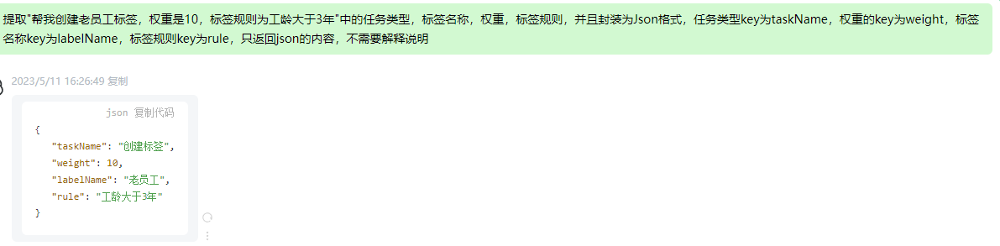 提取"帮我创建老员工标签，权重是10，标签规则为工龄大于3年"中的任务类型，标签名称，权重，标签规则，并且封装为Json格式，任务类型key为taskName，权重的key为weight，标签
名称key为labelName，标签规则key为rule，只返回json的内容，不需要解释说明
2023/5/11 16:26:49 复制
json 复制代码
{
"taskName": "创建标签",
"weight": 10,
"labelName": "老员工",
"rule": "工龄大于3年"
}